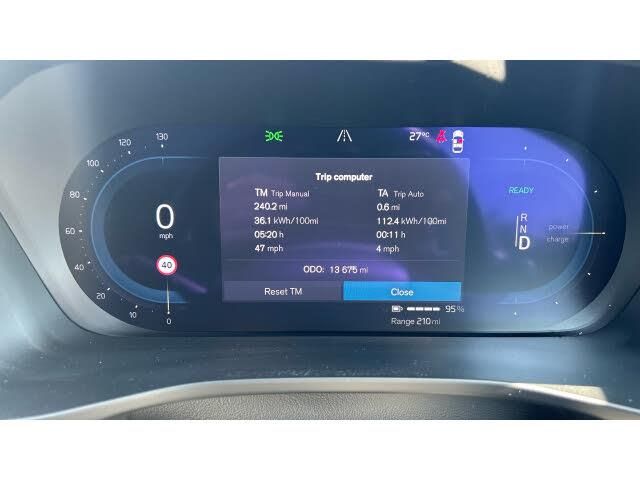 130
120
100
80
60
40
20
10
0
0
mph
40
27°C
Trip computer
TM Trip Manual
240.2 mi
36.1 kWh/100mi
05:20 h
47 mph
TA Trip Auto
0.6 mi
112.4 kWh/100mi
00:11 h
4 mph
ODO: 13 675 mi
Reset TM
Close
95 %
Range 210 mi
READY
R
N
D
power
charge